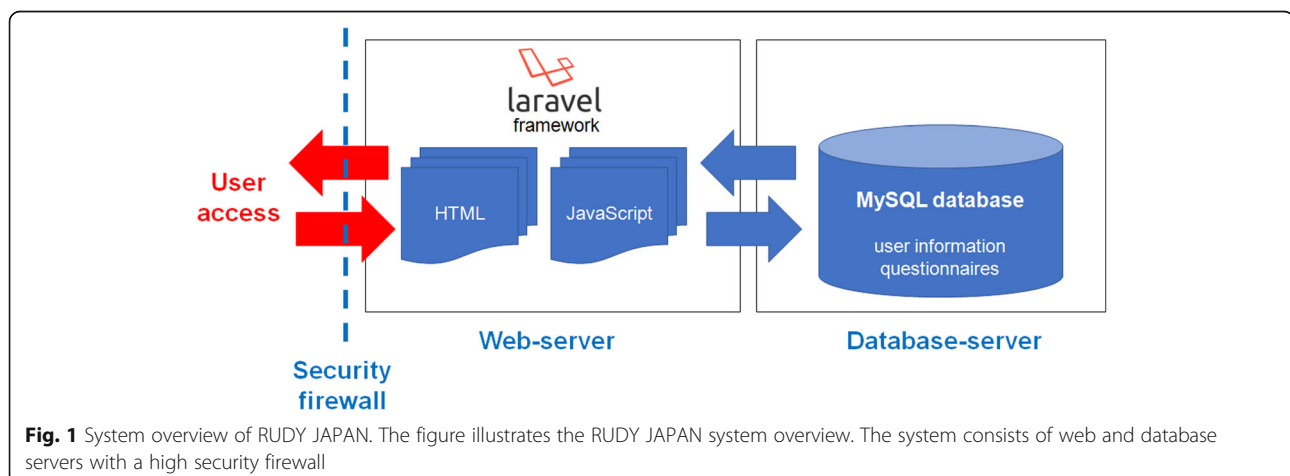 laravel
framework
User
access
HTML
JavaScript
MySQL database
user information
questionnaires
Web-server
Database-server
Security
firewall
Fig. 1 System overview of RUDY JAPAN. The figure illustrates the RUDY JAPAN system overview. The system consists of web and database
servers with a high security firewall